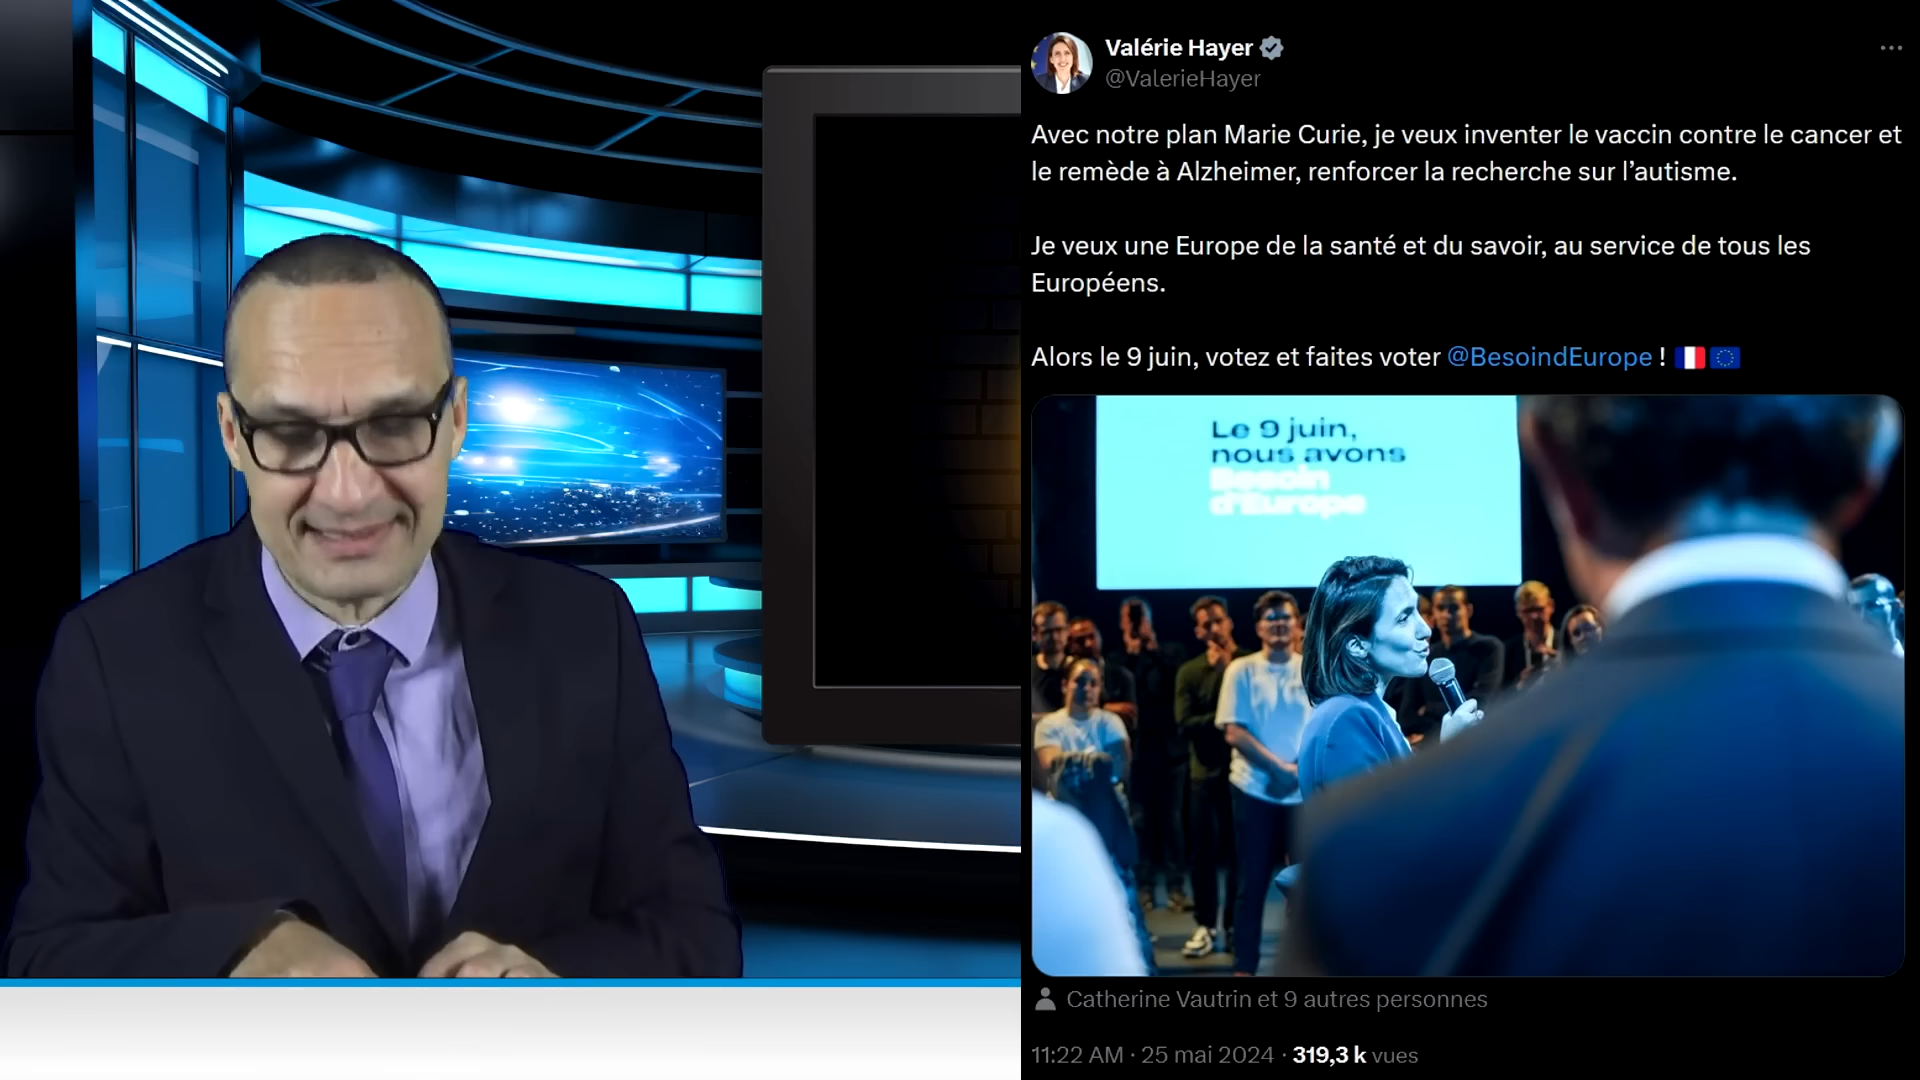 Valérie Hayer
@ValerieHayer
Avec notre plan Marie Curie, je veux inventer le vaccin contre le cancer et
le remède à Alzheimer, renforcer la recherche sur l’autisme.
Je veux une Europe de la santé et du savoir, au service de tous les
Européens.
Alors le 9 juin, votez et faites voter @BesoindEurope ! 🇫🇷🇪🇺
Le 9 juin,
nous avons
Besoin
d'Europe
Catherine Vautrin et 9 autres personnes
11:22 AM · 25 mai 2024 · 319,3 k vues